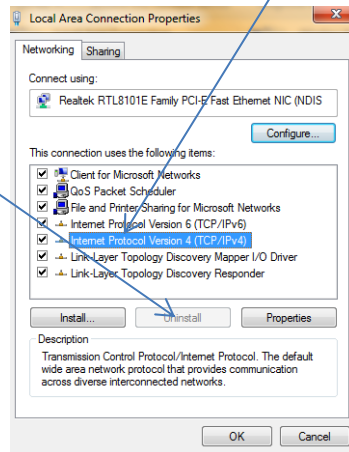 Local Area Connection Properties
Networking Sharing
Connect using:
Realtek RTL8101E Family PCI-E Fast Ethernet NIC (NDIS
Configure...
This connection uses the following items:
Client for Microsoft Networks
QoS Packet Scheduler
File and Printer Sharing for Microsoft Networks
Internet Protocol Version 6 (TCP/IPv6)
Internet Protocol Version 4 (TCP/IPv4)
Link-Layer Topology Discovery Mapper I/O Driver
Link-Layer Topology Discovery Responder
Install... Uninstall Properties
Description
Transmission Control Protocol/Internet Protocol. The default
wide area network protocol that provides communication
across diverse interconnected networks.
OK Cancel